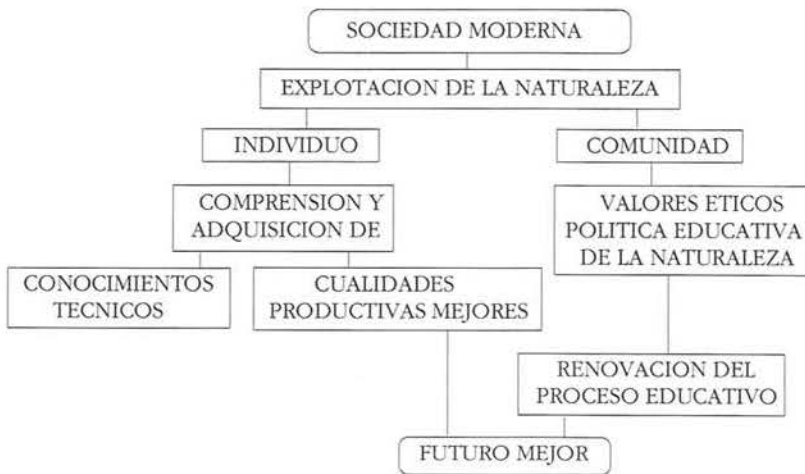 SOCIEDAD MODERNA
EXPLOTACION DE LA NATURALEZA
INDIVIDUO
COMUNIDAD
COMPRENSION Y
ADQUISICION DE
VALORES ETICOS
POLITICA EDUCATIVA
DE LA NATURALEZA
CONOCIMIENTOS
TECNICOS
CUALIDADES
PRODUCTIVAS MEJORES
RENOVACION DEL
PROCESO EDUCATIVO
FUTURO MEJOR